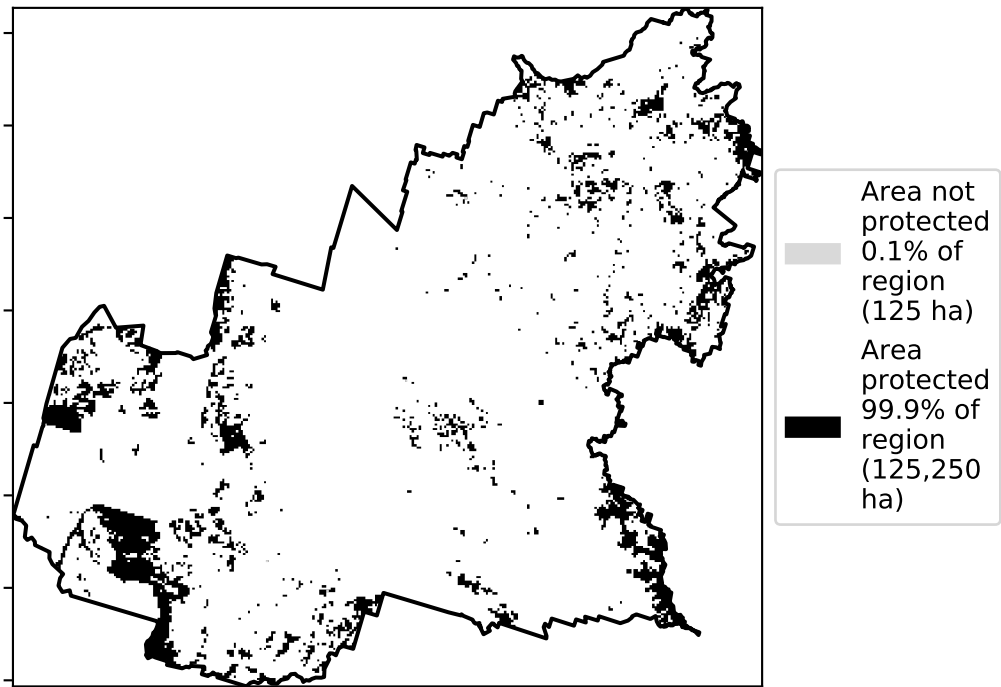 Area not
protected
0.1% of
region
(125 ha)
Area
protected
99.9% of
region
(125,250
ha)